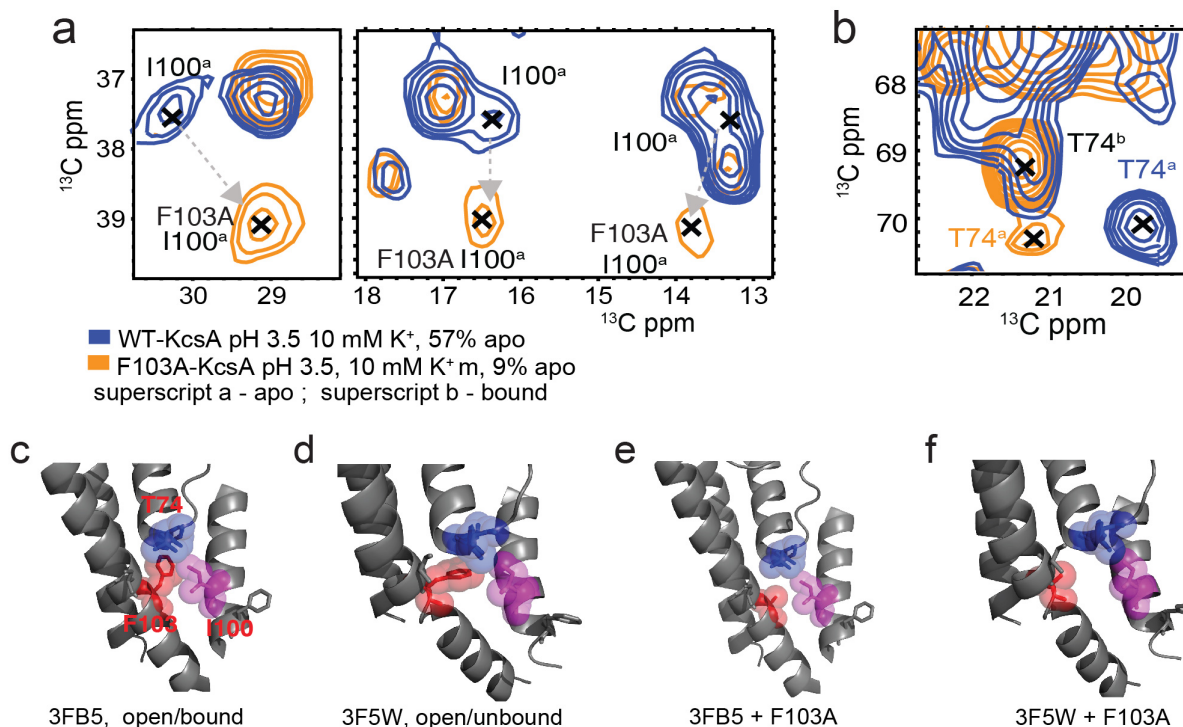 a
b
I100ᵃ
I100ᵃ
I100ᵃ
F103A
I100ᵃ
F103A I100ᵃ
F103A
I100ᵃ
37
38
39
¹³C ppm
30
29
18
17
16
15
14
13
¹³C ppm
T74ᵇ
T74ᵃ
T74ᵃ
68
69
70
¹³C ppm
22
21
20
¹³C ppm
WT-KcsA pH 3.5 10 mM K⁺, 57% apo
F103A-KcsA pH 3.5, 10 mM K⁺ m, 9% apo
superscript a - apo ; superscript b - bound
c
d
e
f
T74
F103
I100
3FB5, open/bound
3F5W, open/unbound
3FB5 + F103A
3F5W + F103A